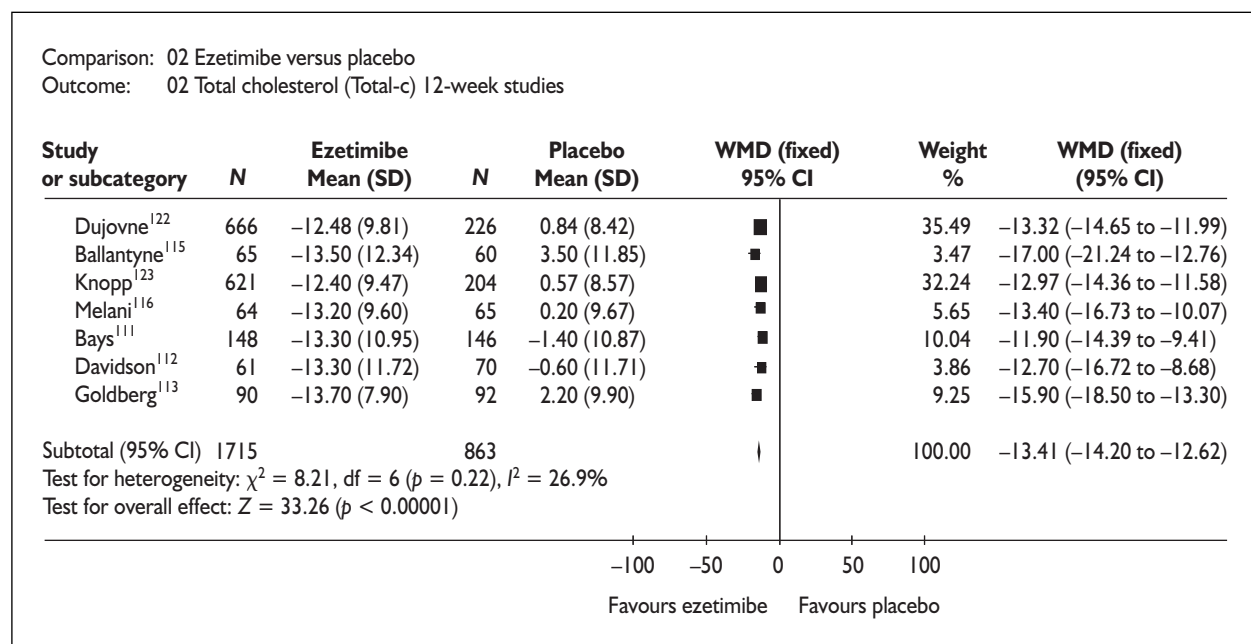 Comparison: 02 Ezetimibe versus placebo
Outcome: 02 Total cholesterol (Total-c) 12-week studies
Study Ezetimibe Placebo WMD (fixed) Weight WMD (fixed)
or subcategory N Mean (SD) N Mean (SD) 95% CI % (95% CI)
Dujovne¹²² 666 –12.48 (9.81) 226 0.84 (8.42) 35.49 –13.32 (–14.65 to –11.99)
Ballantyne¹¹⁵ 65 –13.50 (12.34) 60 3.50 (11.85) 3.47 –17.00 (–21.24 to –12.76)
Knopp¹²³ 621 –12.40 (9.47) 204 0.57 (8.57) 32.24 –12.97 (–14.36 to –11.58)
Melani¹¹⁶ 64 –13.20 (9.60) 65 0.20 (9.67) 5.65 –13.40 (–16.73 to –10.07)
Bays¹¹¹ 148 –13.30 (10.95) 146 –1.40 (10.87) 10.04 –11.90 (–14.39 to –9.41)
Davidson¹¹² 61 –13.30 (11.72) 70 –0.60 (11.71) 3.86 –12.70 (–16.72 to –8.68)
Goldberg¹¹³ 90 –13.70 (7.90) 92 2.20 (9.90) 9.25 –15.90 (–18.50 to –13.30)
Subtotal (95% CI) 1715 863 100.00 –13.41 (–14.20 to –12.62)
Test for heterogeneity: χ² = 8.21, df = 6 (p = 0.22), I² = 26.9%
Test for overall effect: Z = 33.26 (p < 0.00001)
–100 –50 0 50 100
Favours ezetimibe Favours placebo